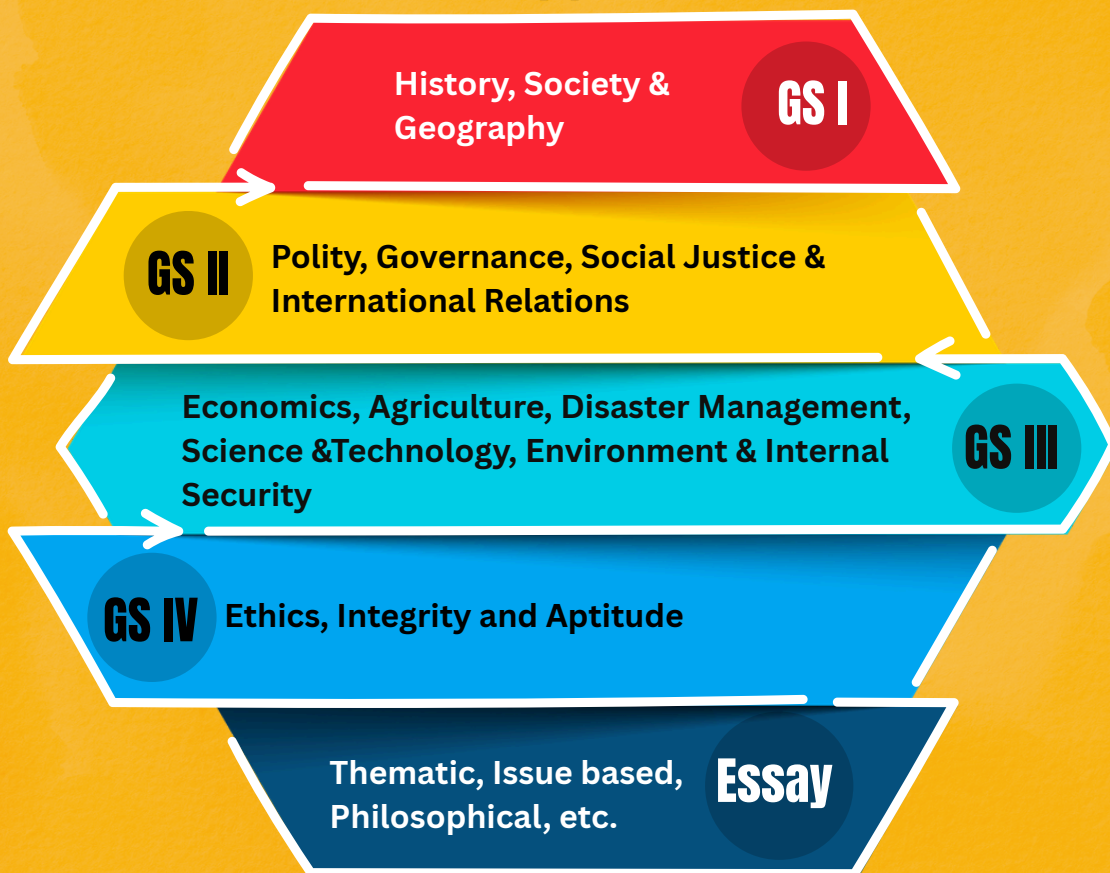 History, Society &
Geography
GS I
GS II
Polity, Governance, Social Justice &
International Relations
Economics, Agriculture, Disaster Management,
Science &Technology, Environment & Internal
Security
GS III
GS IV
Ethics, Integrity and Aptitude
Thematic, Issue based,
Philosophical, etc.
Essay